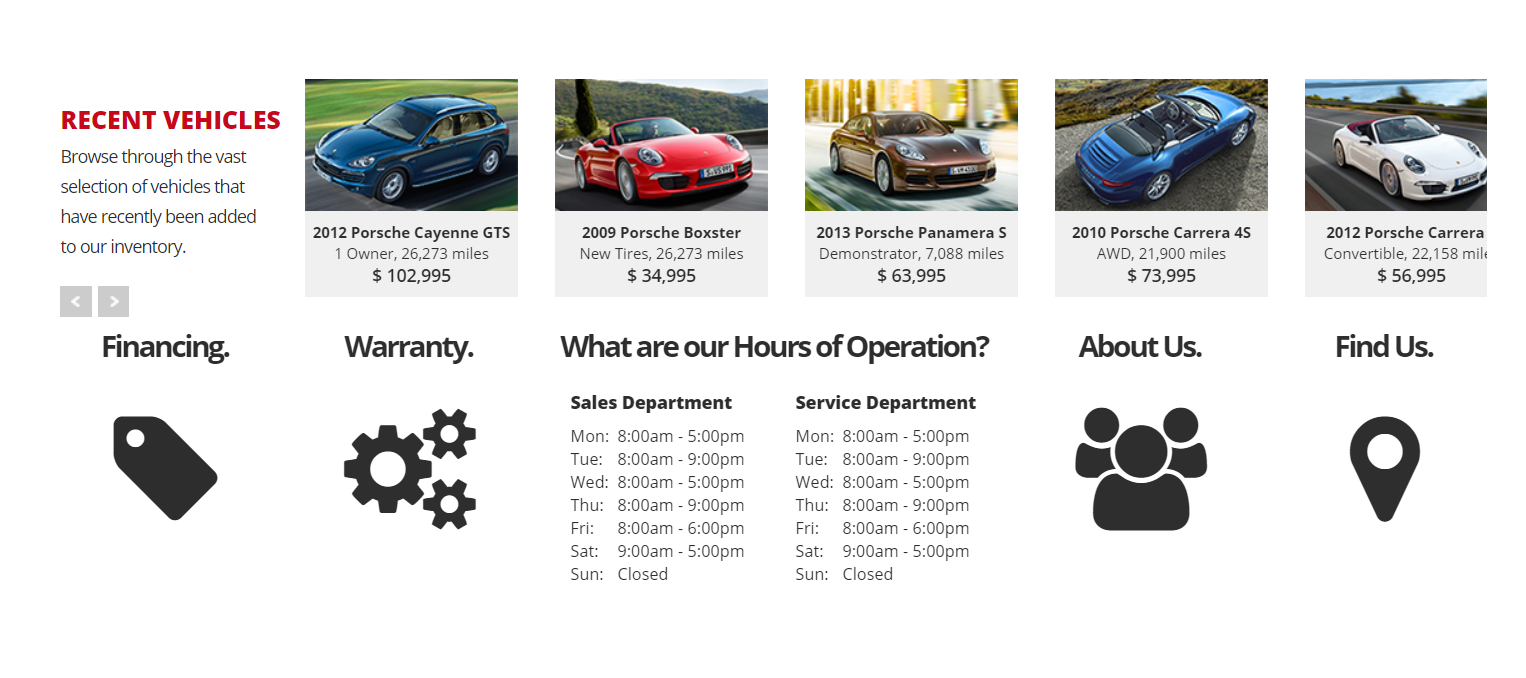 RECENT VEHICLES
Browse through the vast
selection of vehicles that
have recently been added
to our inventory.
2012 Porsche Cayenne GTS
1 Owner, 26,273 miles
$ 102,995
2009 Porsche Boxster
New Tires, 26,273 miles
$ 34,995
2013 Porsche Panamera S
Demonstrator, 7,088 miles
$ 63,995
2010 Porsche Carrera 4S
AWD, 21,900 miles
$ 73,995
2012 Porsche Carrera
Convertible, 22,158
$ 56,995
Financing.
Warranty.
What are our Hours of Operation?
Sales Department
Mon: 8:00am - 5:00pm
Tue: 8:00am - 9:00pm
Wed: 8:00am - 5:00pm
Thu: 8:00am - 9:00pm
Fri: 8:00am - 6:00pm
Sat: 9:00am - 5:00pm
Sun: Closed
Service Department
Mon: 8:00am - 5:00pm
Tue: 8:00am - 9:00pm
Wed: 8:00am - 5:00pm
Thu: 8:00am - 9:00pm
Fri: 8:00am - 6:00pm
Sat: 9:00am - 5:00pm
Sun: Closed
About Us.
Find Us.